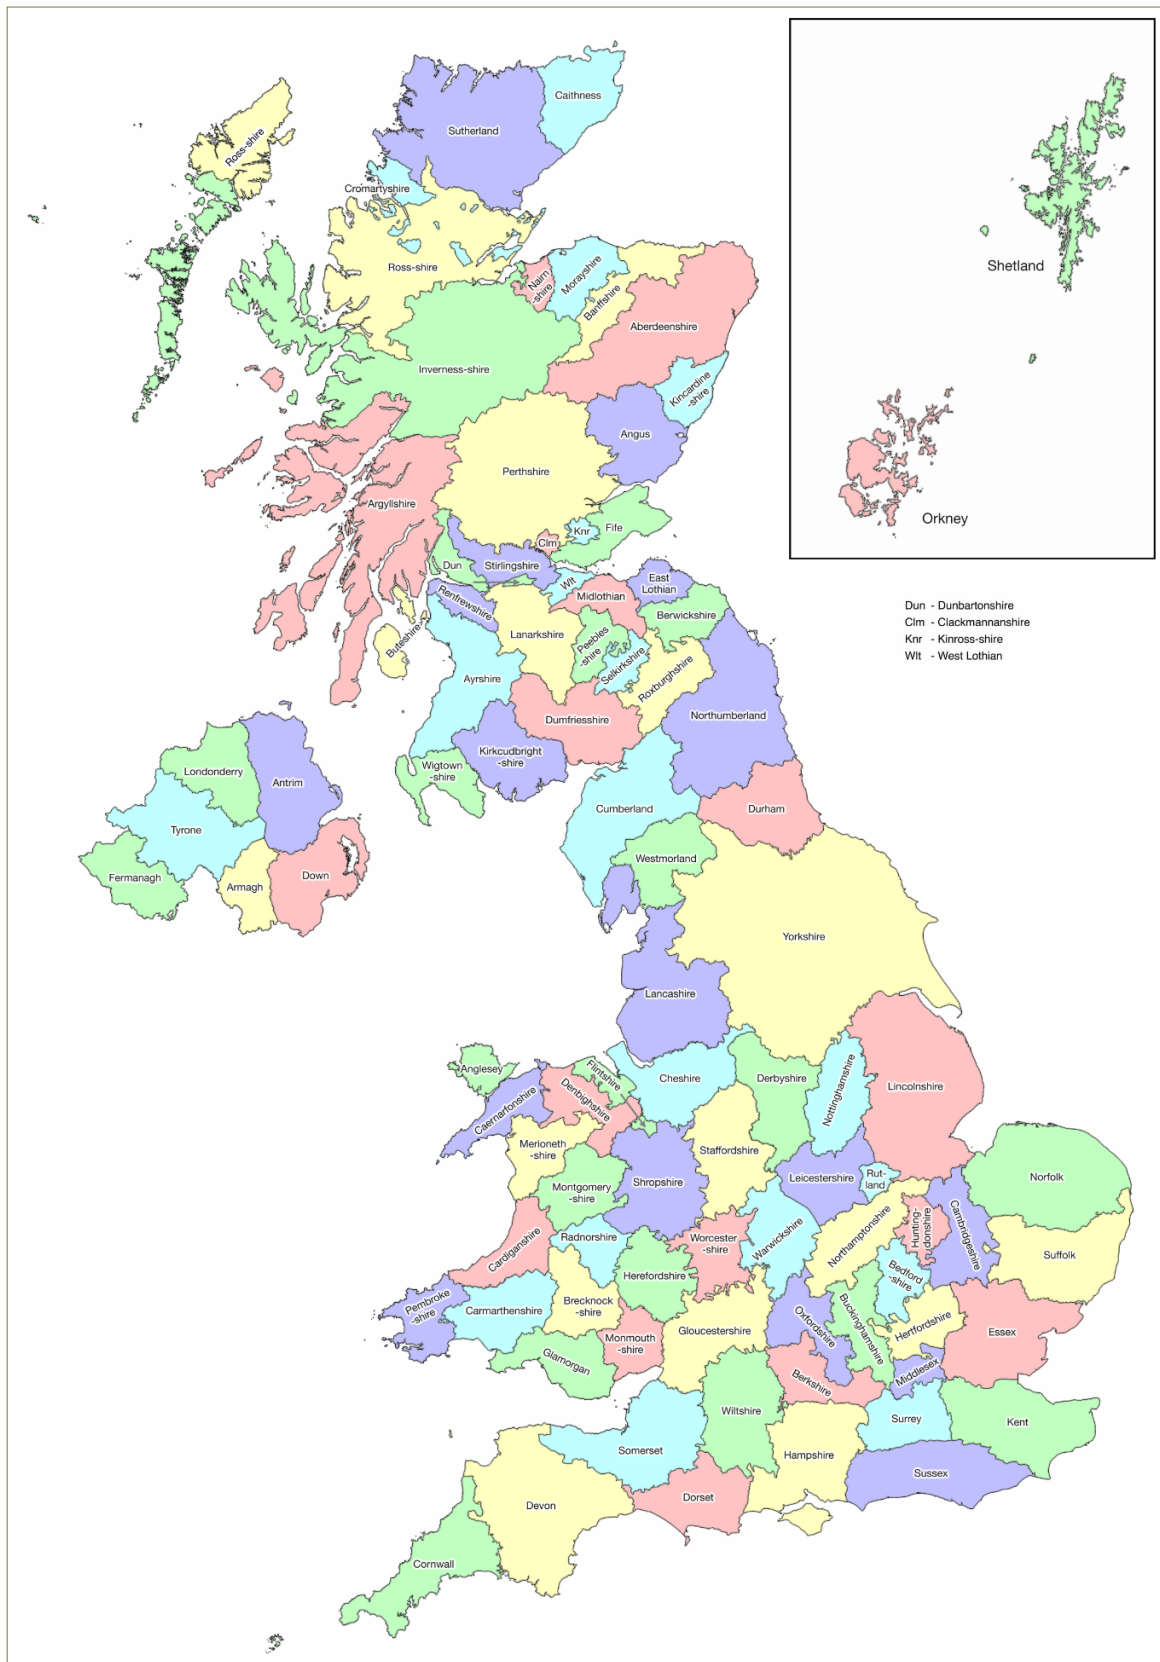 Caithness
Sutherland
Ross-shire
Cromartyshire
Ross-shire
Nairn
-shire
Morayshire
Banffshire
Aberdeenshire
Inverness-shire
Kincardine
-shire
Angus
Perthshire
Argyllshire
Knr
Fife
Clm
Dun
Stirlingshire
Wlt
East
Lothian
Midlothian
Renfrewshire
Berwickshire
Lanarkshire
Peebles
-shire
Selkirkshire
Buteshire
Roxburghshire
Ayrshire
Dumfriesshire
Northumberland
Kirkcudbright
-shire
Wigtown
-shire
Londonderry
Antrim
Tyrone
Fermanagh
Armagh
Down
Cumberland
Durham
Westmorland
Yorkshire
Lancashire
Anglesey
Flintshire
Cheshire
Derbyshire
Nottinghamshire
Lincolnshire
Caernarfonshire
Denbighshire
Merioneth
-shire
Staffordshire
Leicestershire
Rut-
land
Norfolk
Montgomery
-shire
Shropshire
Cardiganshire
Radnorshire
Worcester
-shire
Warwickshire
Northamptonshire
Hunting-
donshire
Cambridgeshire
Suffolk
Herefordshire
Bedford
-shire
Pembroke
-shire
Carmarthenshire
Brecknock
-shire
Monmouth
-shire
Gloucestershire
Oxfordshire
Buckinghamshire
Hertfordshire
Essex
Glamorgan
Middlesex
Berkshire
Wiltshire
Surrey
Kent
Somerset
Hampshire
Sussex
Dorset
Devon
Cornwall
Shetland
Orkney
Dun - Dunbartonshire
Clm - Clackmannanshire
Knr - Kinross-shire
Wlt - West Lothian